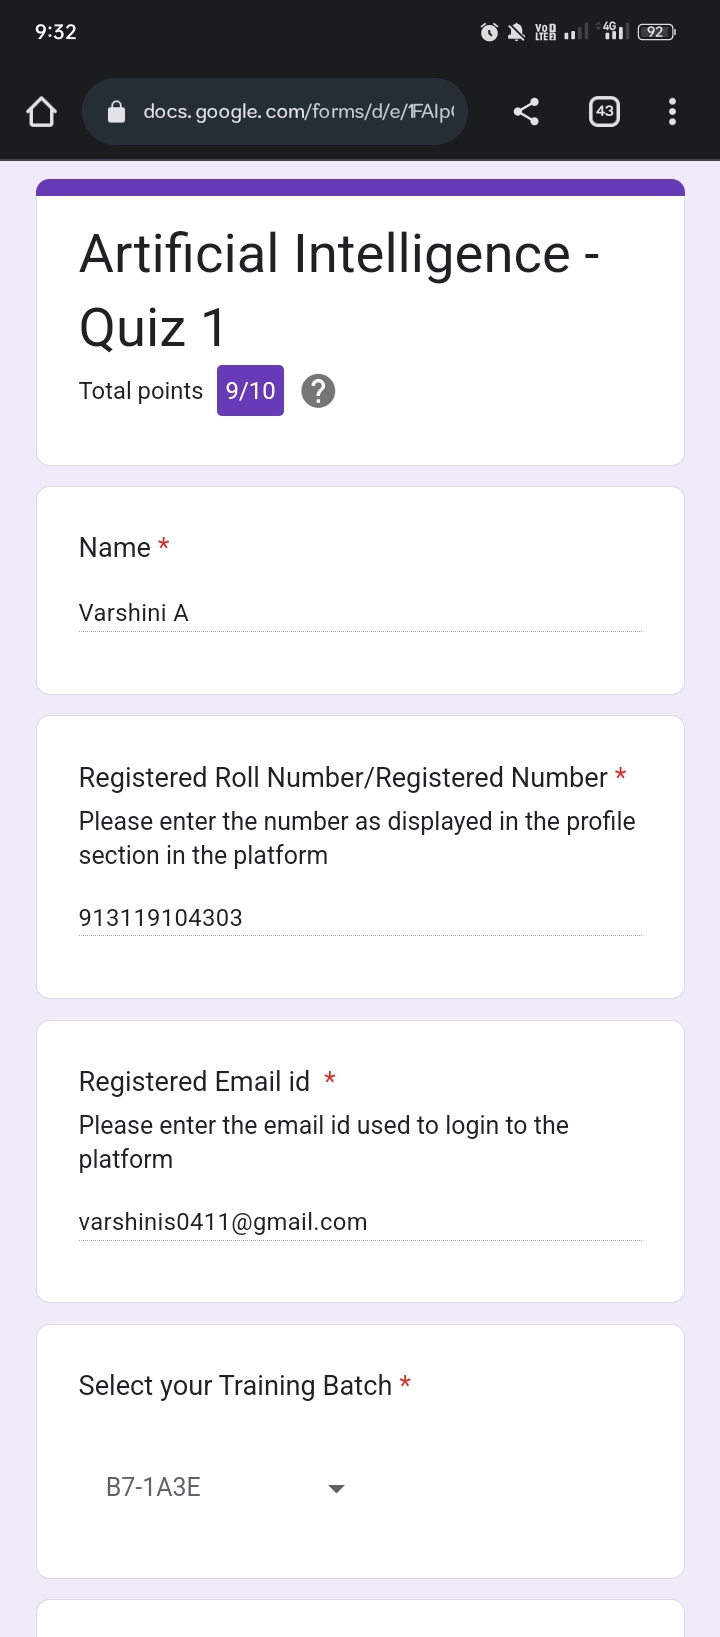 9:32
VoD
LTE2
4G
92
docs.google.com/forms/d/e/1FAIp
43
Artificial Intelligence -
Quiz 1
Total points 9/10 ?
Name *
Varshini A
Registered Roll Number/Registered Number *
Please enter the number as displayed in the profile
section in the platform
913119104303
Registered Email id *
Please enter the email id used to login to the
platform
varshinis0411@gmail.com
Select your Training Batch *
B7-1A3E